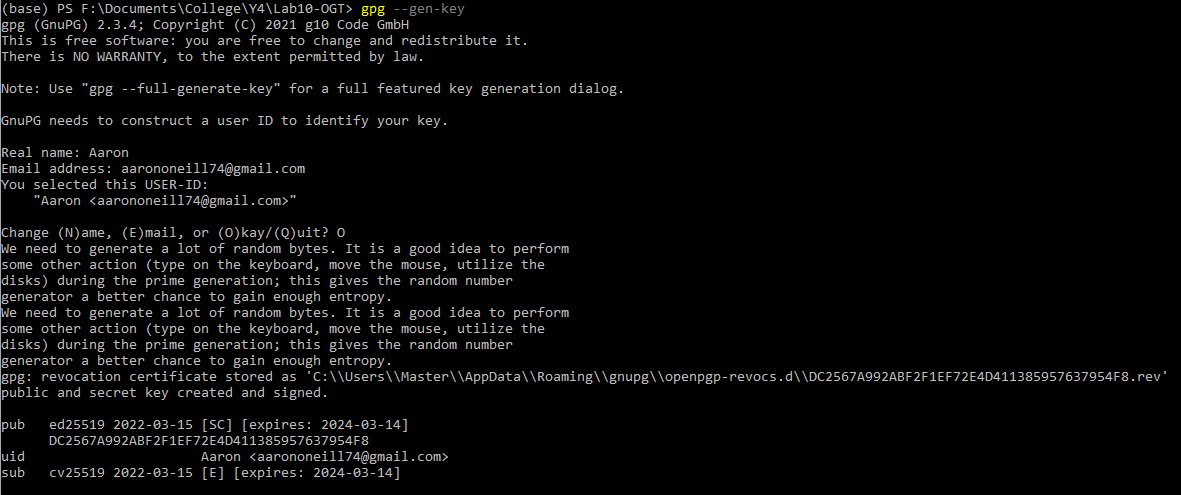 (base) PS F:\Documents\College\Y4\Lab10-OGT> gpg --gen-key
gpg (GnuPG) 2.3.4; Copyright (C) 2021 g10 Code GmbH
This is free software: you are free to change and redistribute it.
There is NO WARRANTY, to the extent permitted by law.

Note: Use "gpg --full-generate-key" for a full featured key generation dialog.

GnuPG needs to construct a user ID to identify your key.

Real name: Aaron
Email address: aarononeill74@gmail.com
You selected this USER-ID:
    "Aaron <aarononeill74@gmail.com>"

Change (N)ame, (E)mail, or (O)kay/(Q)uit? O
We need to generate a lot of random bytes. It is a good idea to perform
some other action (type on the keyboard, move the mouse, utilize the
disks) during the prime generation; this gives the random number
generator a better chance to gain enough entropy.
We need to generate a lot of random bytes. It is a good idea to perform
some other action (type on the keyboard, move the mouse, utilize the
disks) during the prime generation; this gives the random number
generator a better chance to gain enough entropy.
gpg: revocation certificate stored as 'C:\\Users\\Master\\AppData\\Roaming\\gnupg\\openpgp-revocs.d\\DC2567A992ABF2F1EF72E4D411385957637954F8.rev'
public and secret key created and signed.

pub   ed25519 2022-03-15 [SC] [expires: 2024-03-14]
      DC2567A992ABF2F1EF72E4D411385957637954F8
uid                      Aaron <aarononeill74@gmail.com>
sub   cv25519 2022-03-15 [E] [expires: 2024-03-14]